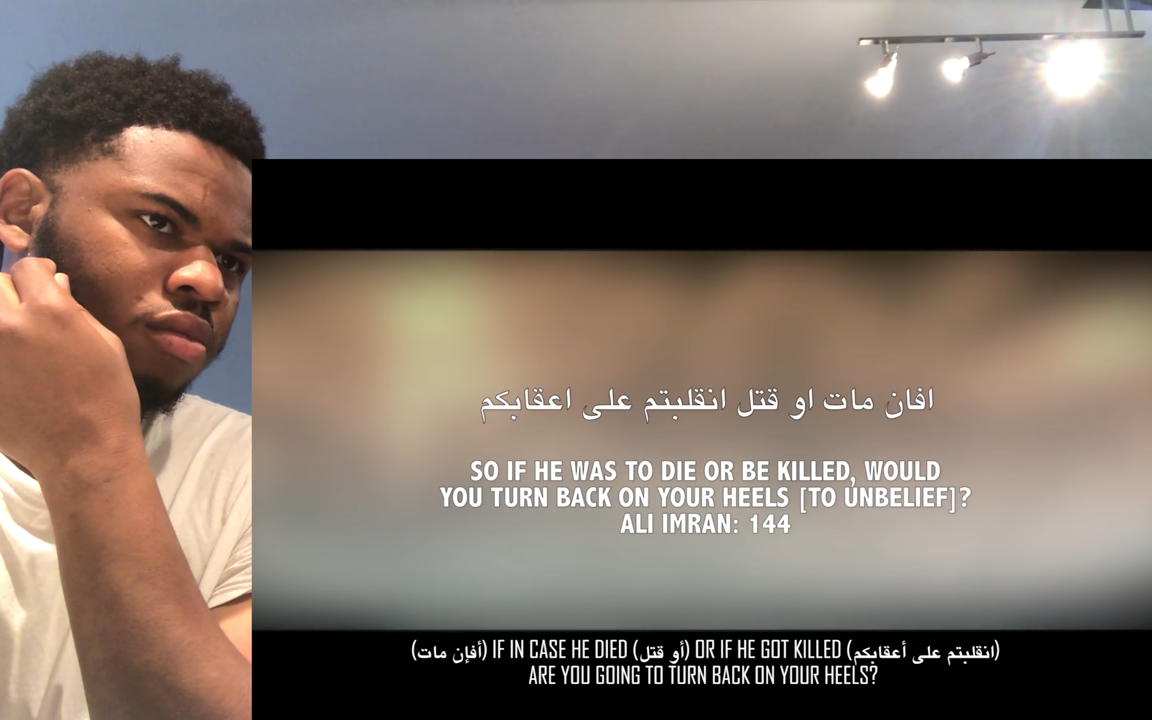 افان مات او قتل انقلبتم على اعقابكم
SO IF HE WAS TO DIE OR BE KILLED, WOULD
YOU TURN BACK ON YOUR HEELS [TO UNBELIEF]?
ALI IMRAN: 144
(أفإن مات) IF IN CASE HE DIED (أو قتل) OR IF HE GOT KILLED (انقلبتم على أعقابكم)
ARE YOU GOING TO TURN BACK ON YOUR HEELS?